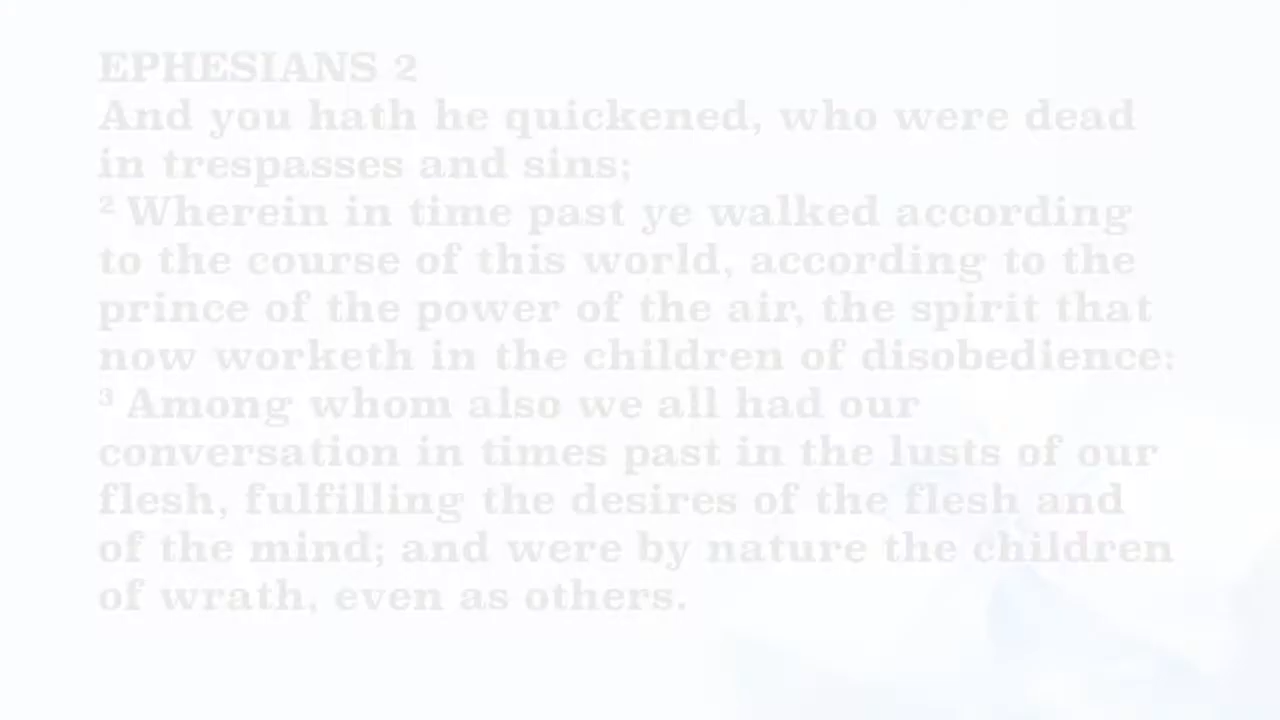 EPHESIANS 2
And you hath he quickened, who were dead
in trespasses and sins;
² Wherein in time past ye walked according
to the course of this world, according to the
prince of the power of the air, the spirit that
now worketh in the children of disobedience:
³ Among whom also we all had our
conversation in times past in the lusts of our
flesh, fulfilling the desires of the flesh and
of the mind; and were by nature the children
of wrath, even as others.